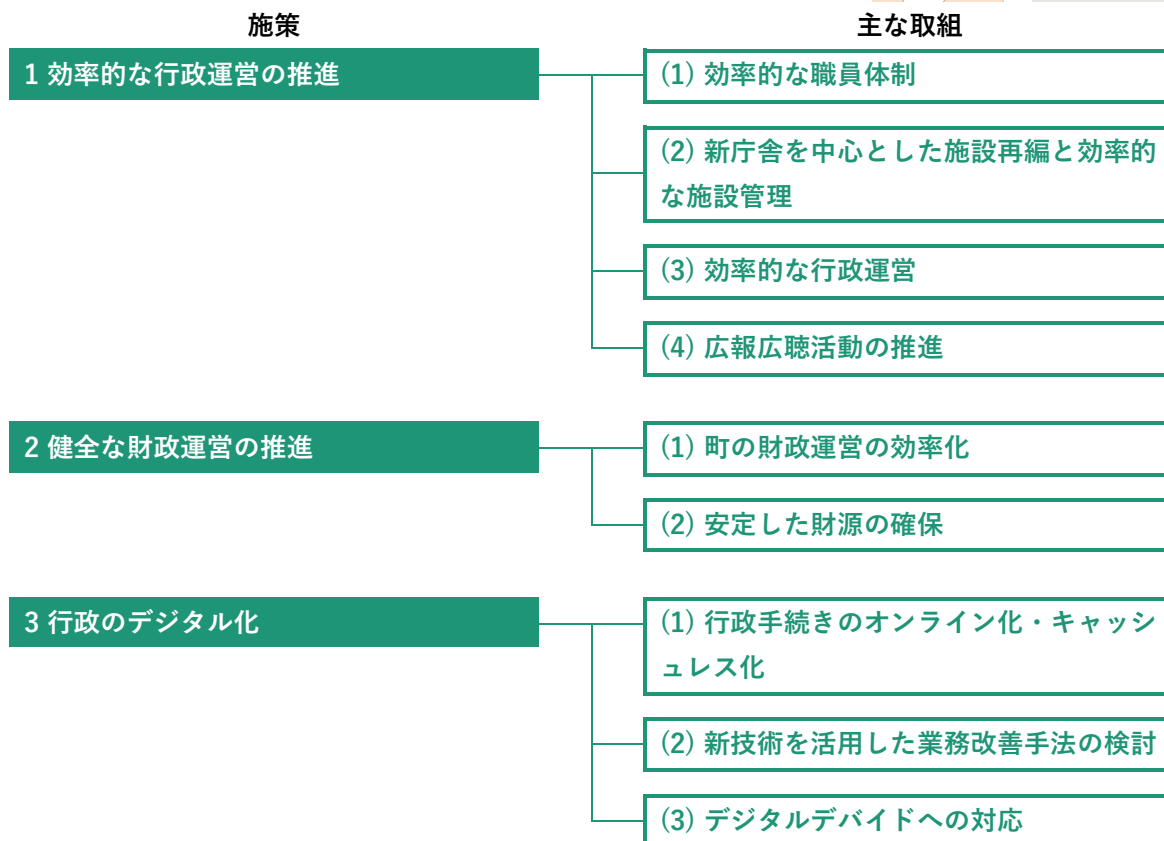 施策
主な取組
1 効率的な行政運営の推進
(1) 効率的な職員体制
(2) 新庁舎を中心とした施設再編と効率的
な施設管理
(3) 効率的な行政運営
(4) 広報広聴活動の推進
2 健全な財政運営の推進
(1) 町の財政運営の効率化
(2) 安定した財源の確保
3 行政のデジタル化
(1) 行政手続きのオンライン化・キャッシ
ュレス化
(2) 新技術を活用した業務改善手法の検討
(3) デジタルデバイドへの対応